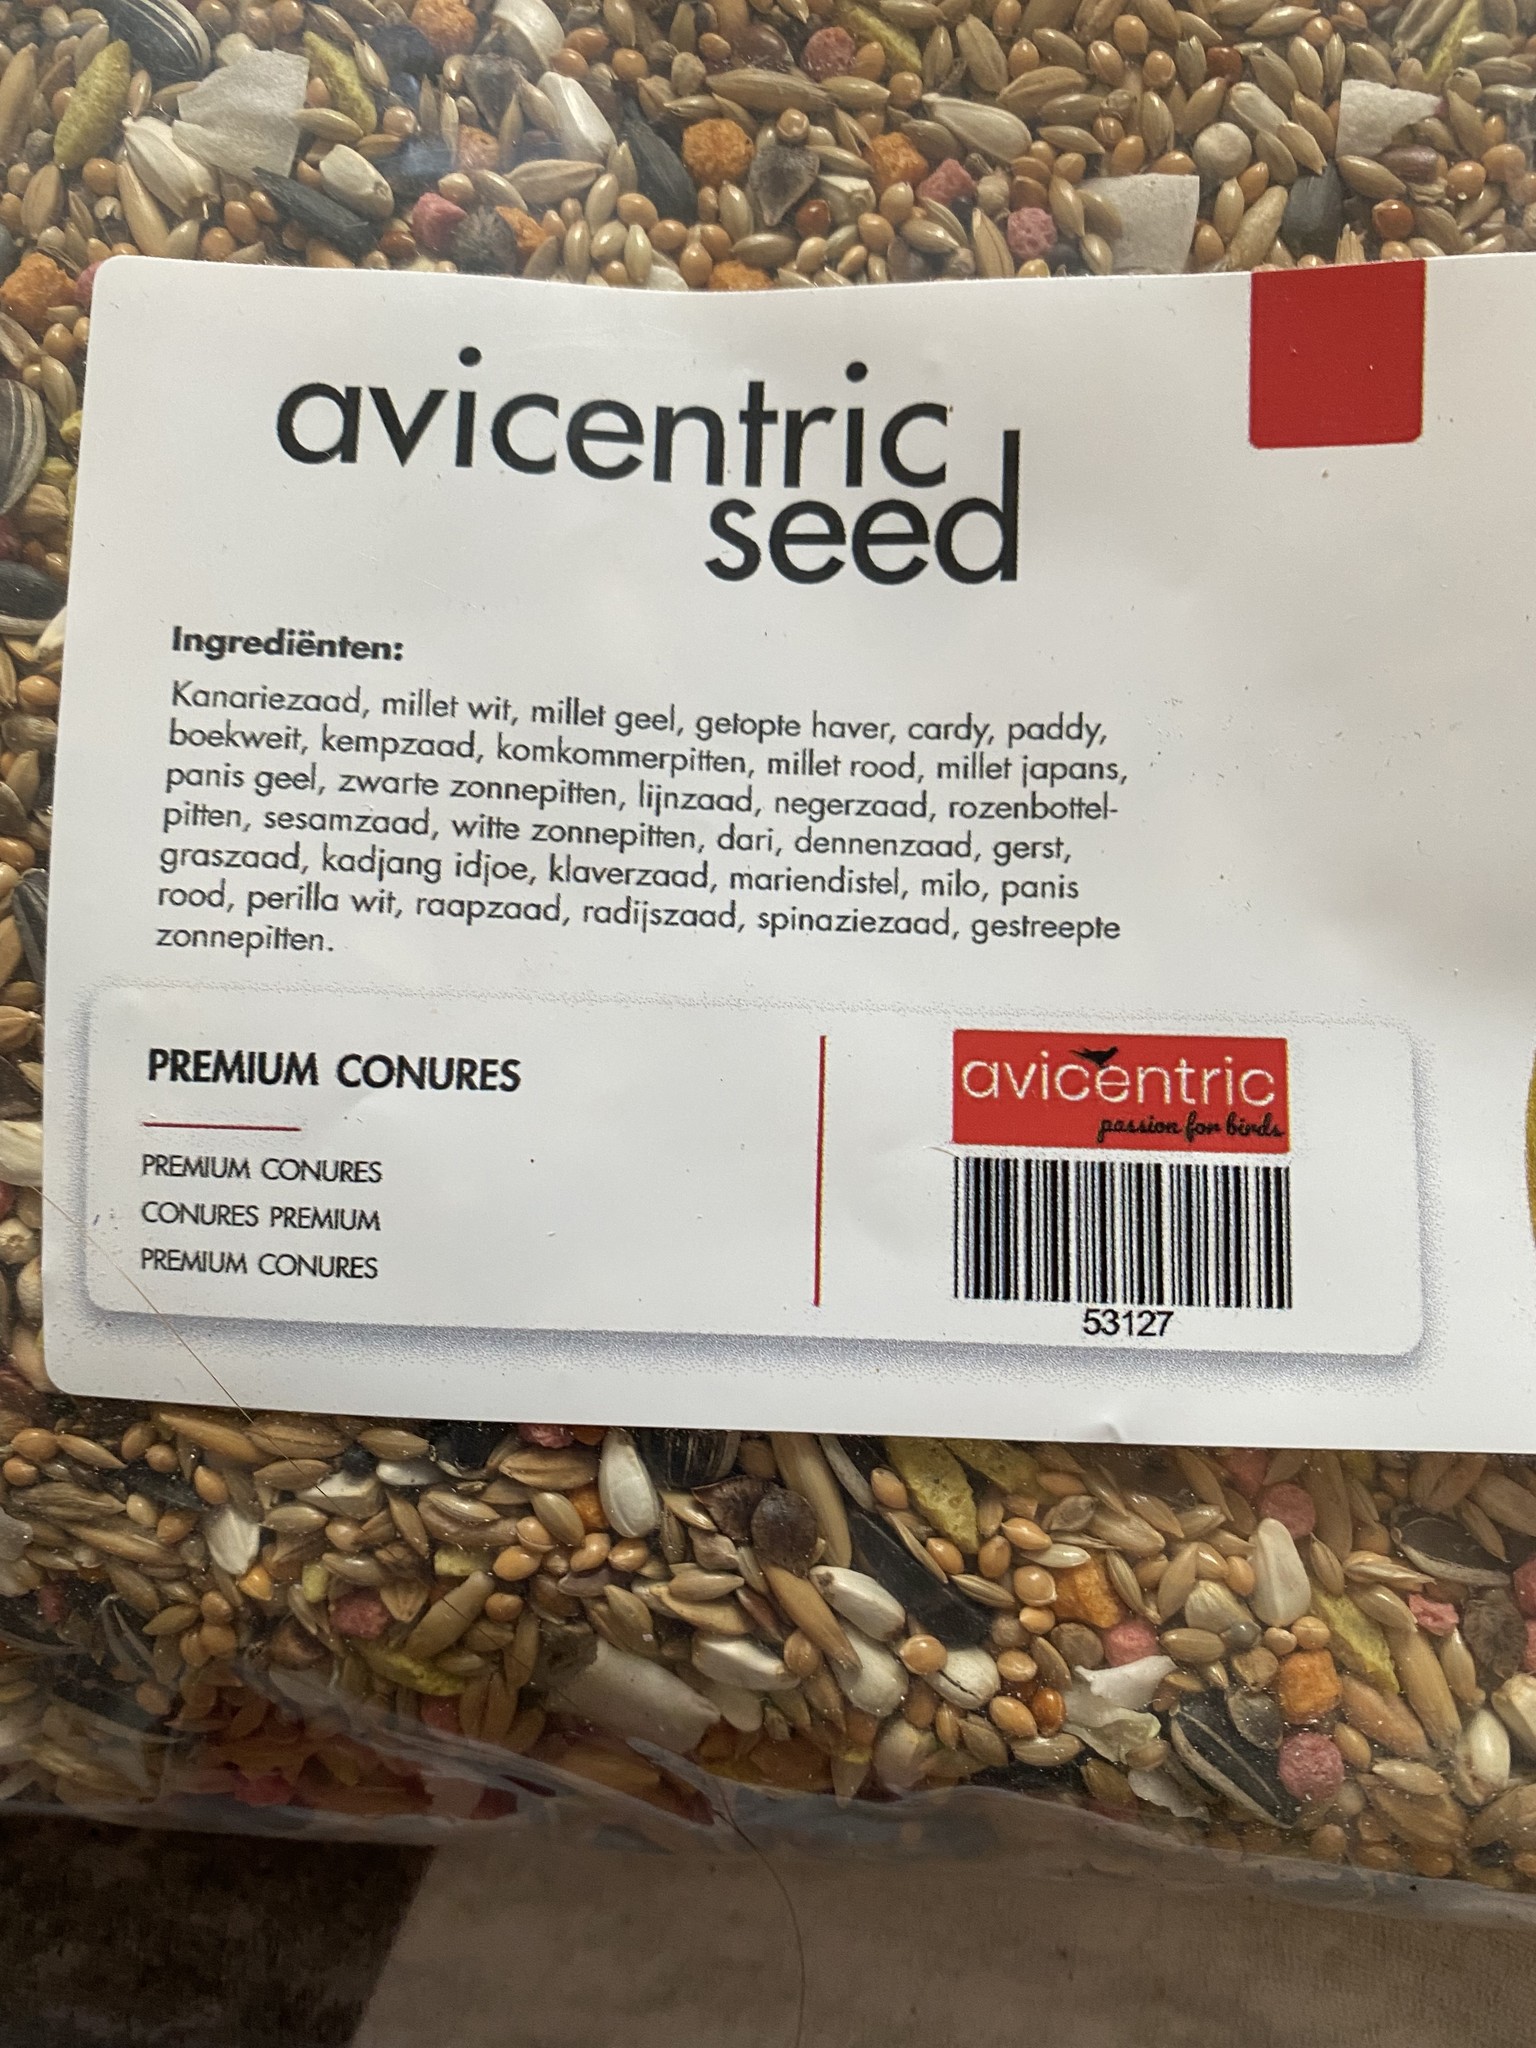 avicentric
seed
Ingrediënten:
Kanariezaad, millet wit, millet geel, getopte haver, cardy, paddy,
boekweit, kempzaad, komkommerpitten, millet rood, millet japans,
panis geel, zwarte zonnepitten, lijnzaad, negerzaad, rozenbottel-
pitten, sesamzaad, witte zonnepitten, dari, dennenzaad, gerst,
graszaad, kadjang idjoe, klaverzaad, mariendistel, milo, panis
rood, perilla wit, raapzaad, radijszaad, spinaziezaad, gestreepte
zonnepitten.
PREMIUM CONURES
PREMIUM CONURES
CONURES PREMIUM
PREMIUM CONURES
avicentric
passion for birds
53127